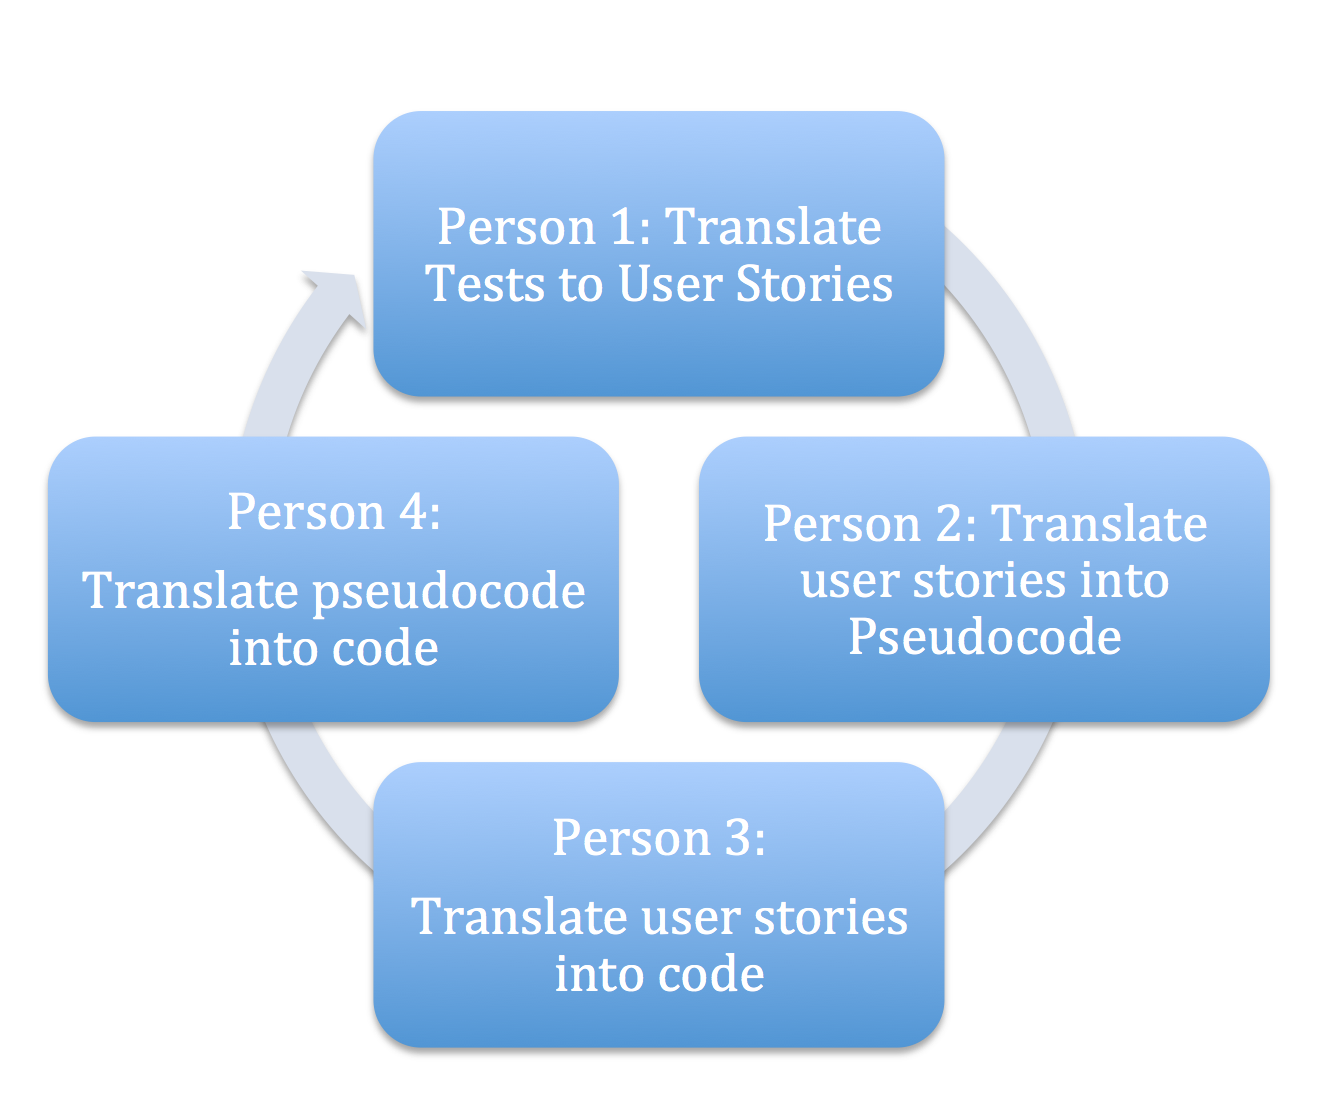 Person 1: Translate
Tests to User Stories
Person 2: Translate
user stories into
Pseudocode
Person 3:
Translate user stories
into code
Person 4:
Translate pseudocode
into code